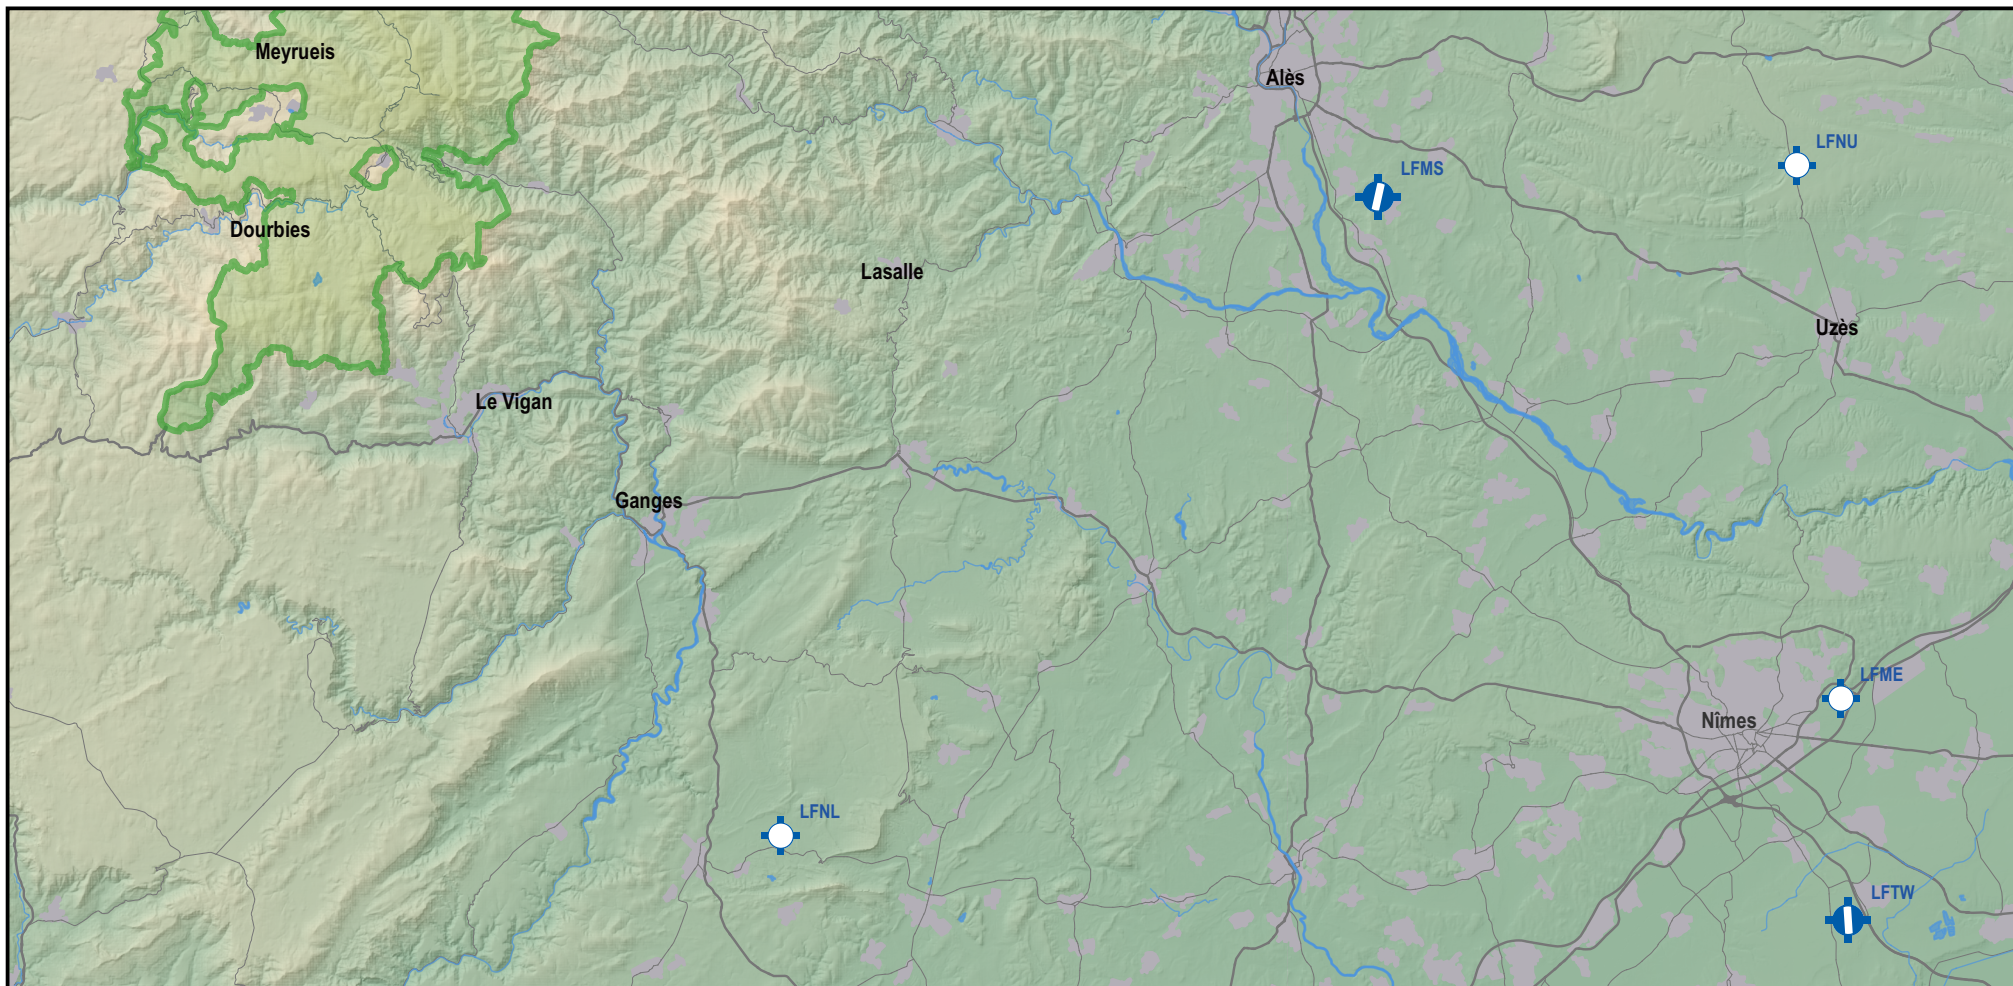 Meyrueis
Alès
LFNU
LFMS
Dourbies
Lasalle
Uzès
Le Vigan
Ganges
LFME
Nîmes
LFNL
LFTW